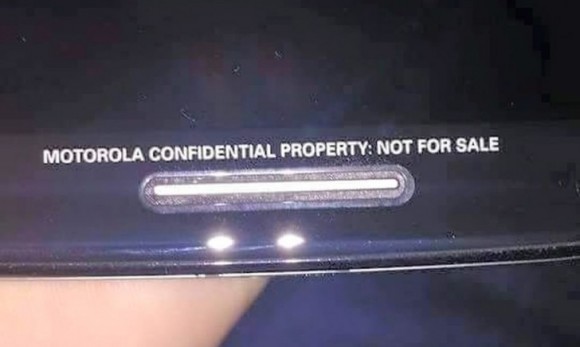 MOTOROLA CONFIDENTIAL PROPERTY: NOT FOR SALE